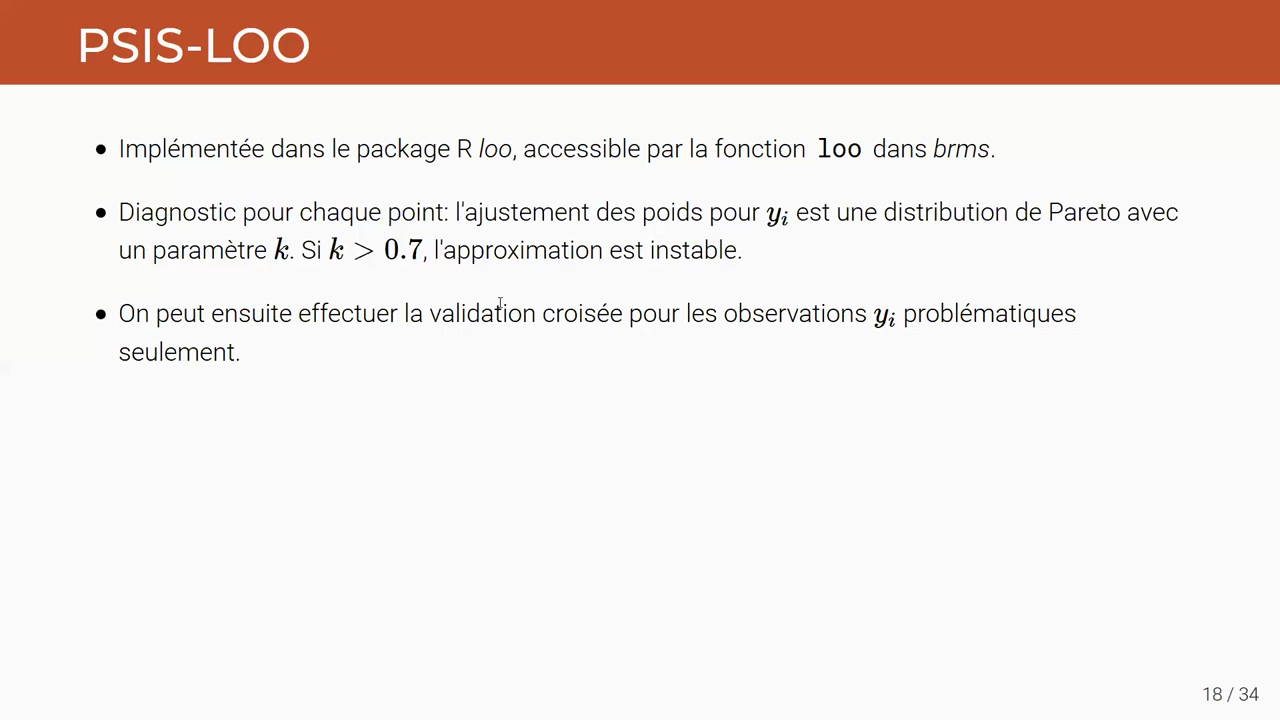 PSIS-LOO
• Implémentée dans le package R loo, accessible par la fonction loo dans brms.
• Diagnostic pour chaque point: l'ajustement des poids pour $y_i$ est une distribution de Pareto avec
un paramètre $k$. Si $k > 0.7$, l'approximation est instable.
• On peut ensuite effectuer la validation croisée pour les observations $y_i$ problématiques
seulement.
18 / 34